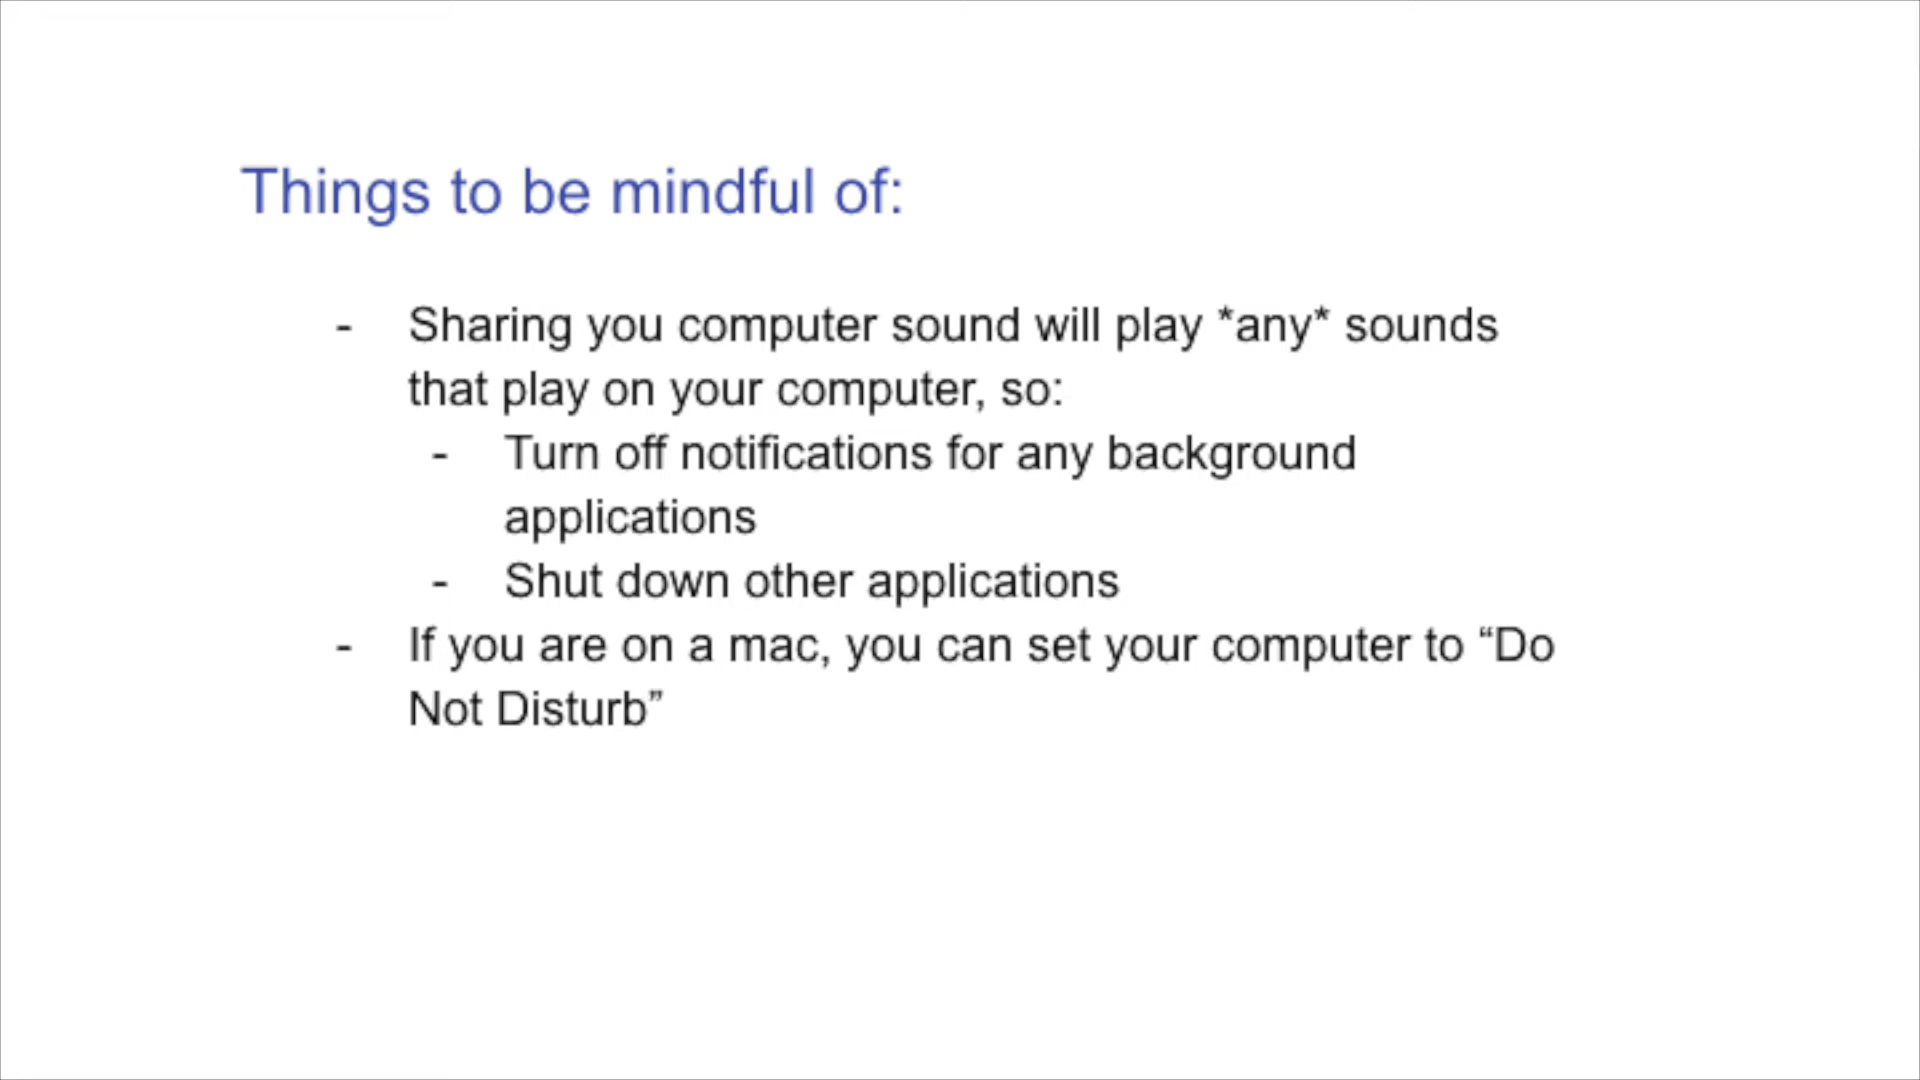 Things to be mindful of:
- Sharing you computer sound will play *any* sounds
that play on your computer, so:
- Turn off notifications for any background
applications
- Shut down other applications
- If you are on a mac, you can set your computer to “Do
Not Disturb”